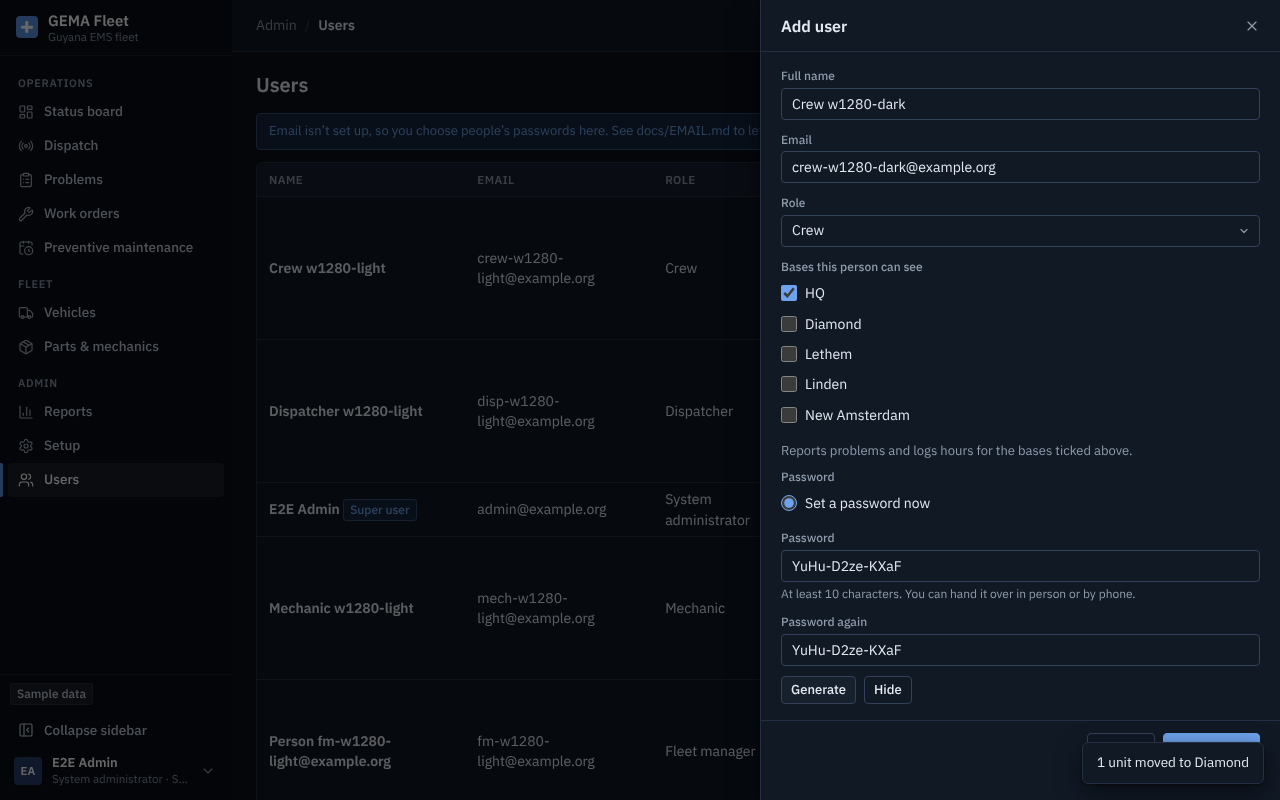 GEMA Fleet
Guyana EMS fleet
OPERATIONS
Status board
Dispatch
Problems
Work orders
Preventive maintenance
FLEET
Vehicles
Parts & mechanics
ADMIN
Reports
Setup
Users
Sample data
Collapse sidebar
EA
E2E Admin
System administrator · S...
Admin / Users
Users
Email isn't set up, so you choose people's passwords here. See docs/EMAIL.md to le
NAME EMAIL ROLE
Crew w1280-light crew-w1280-light@example.org Crew
Dispatcher w1280-light disp-w1280-light@example.org Dispatcher
E2E Admin Super user admin@example.org System administrator
Mechanic w1280-light mech-w1280-light@example.org Mechanic
Person fm-w1280-light@example.org fm-w1280-light@example.org Fleet manager
Add user
Full name
Crew w1280-dark
Email
crew-w1280-dark@example.org
Role
Crew
Bases this person can see
HQ
Diamond
Lethem
Linden
New Amsterdam
Reports problems and logs hours for the bases ticked above.
Password
Set a password now
Password
YuHu-D2ze-KXaF
At least 10 characters. You can hand it over in person or by phone.
Password again
YuHu-D2ze-KXaF
Generate Hide
1 unit moved to Diamond